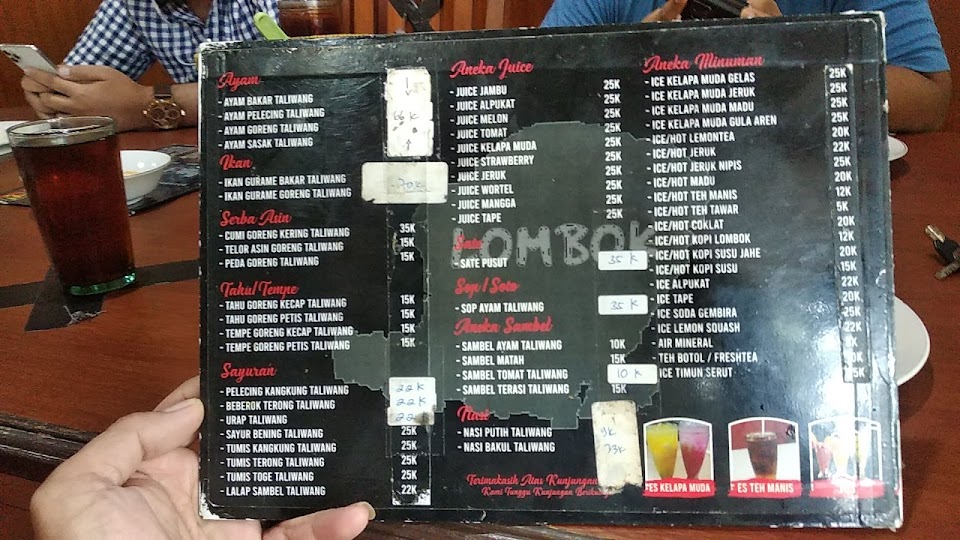 Ayam
- AYAM BAKAR TALIWANG
- AYAM PELECING TALIWANG 66K
- AYAM GORENG TALIWANG
- AYAM SASAK TALIWANG
Ikan
- IKAN GURAME BAKAR TALIWANG 70K
- IKAN GURAME GORENG TALIWANG
Serba Asin
- CUMI GORENG KERING TALIWANG 35K
- TELOR ASIN GORENG TALIWANG 15K
- PEDA GORENG TALIWANG 15K
Tahu/Tempe
- TAHU GORENG KECAP TALIWANG 15K
- TAHU GORENG PETIS TALIWANG 15K
- TEMPE GORENG KECAP TALIWANG 15K
- TEMPE GORENG PETIS TALIWANG 15K
Sayuran
- PELECING KANGKUNG TALIWANG 22K
- BEBEROK TERONG TALIWANG 22K
- URAP TALIWANG 22K
- SAYUR BENING TALIWANG 25K
- TUMIS KANGKUNG TALIWANG 25K
- TUMIS TERONG TALIWANG 25K
- TUMIS TOGE TALIWANG 25K
- LALAP SAMBEL TALIWANG 22K
Aneka Juice
- JUICE JAMBU 25K
- JUICE ALPUKAT 25K
- JUICE MELON 25K
- JUICE TOMAT 25K
- JUICE KELAPA MUDA 25K
- JUICE STRAWBERRY 25K
- JUICE JERUK 25K
- JUICE WORTEL 25K
- JUICE MANGGA 25K
- JUICE TAPE 25K
LOMBOK
Sate
- SATE PUSUT 35K
Sop/Soto
- SOP AYAM TALIWANG 35K
Aneka Sambel
- SAMBEL AYAM TALIWANG 10K
- SAMBEL MATAH 15K
- SAMBEL TOMAT TALIWANG 10K
- SAMBEL TERASI TALIWANG 15K
Nasi
- NASI PUTIH TALIWANG 9K
- NASI BAKUL TALIWANG
Terimakasih Atas Kunjungan
Kami Tunggu Kunjungan Berikutnya
Aneka Minuman
- ICE KELAPA MUDA GELAS 25K
- ICE KELAPA MUDA JERUK 25K
- ICE KELAPA MUDA MADU 25K
- ICE KELAPA MUDA GULA AREN 25K
- ICE/HOT LEMONTEA 20K
- ICE/HOT JERUK 22K
- ICE/HOT JERUK NIPIS 25K
- ICE/HOT MADU 20K
- ICE/HOT TEH MANIS 12K
- ICE/HOT TEH TAWAR 5K
- ICE/HOT COKLAT 20K
- ICE/HOT KOPI LOMBOK 12K
- ICE/HOT KOPI SUSU JAHE 20K
- ICE/HOT KOPI SUSU 15K
- ICE ALPUKAT 22K
- ICE TAPE 20K
- ICE SODA GEMBIRA 25K
- ICE LEMON SQUASH 22K
- AIR MINERAL
- TEH BOTOL / FRESHTEA
- ICE TIMUN SERUT
ES KELAPA MUDA
ES TEH MANIS